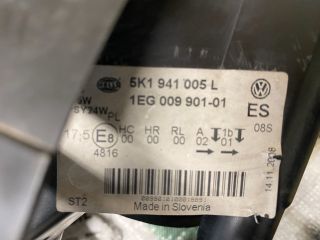 5K1 941 005 L
1EG 009 901-01
W
SY24W
PL
ES
08S
17:5 E8 HC HR RL A 1b
00 00 00 02 01
4816
14.11.2008
ST2
Made in Slovenia